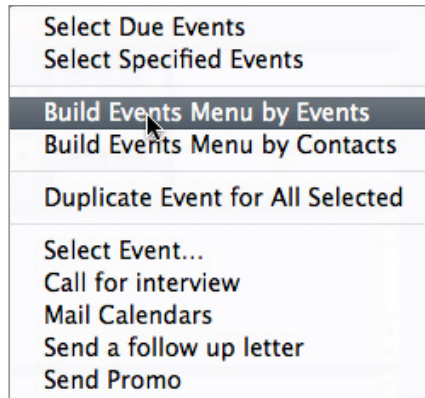 Select Due Events
Select Specified Events
Build Events Menu by Events
Build Events Menu by Contacts
Duplicate Event for All Selected
Select Event...
Call for interview
Mail Calendars
Send a follow up letter
Send Promo